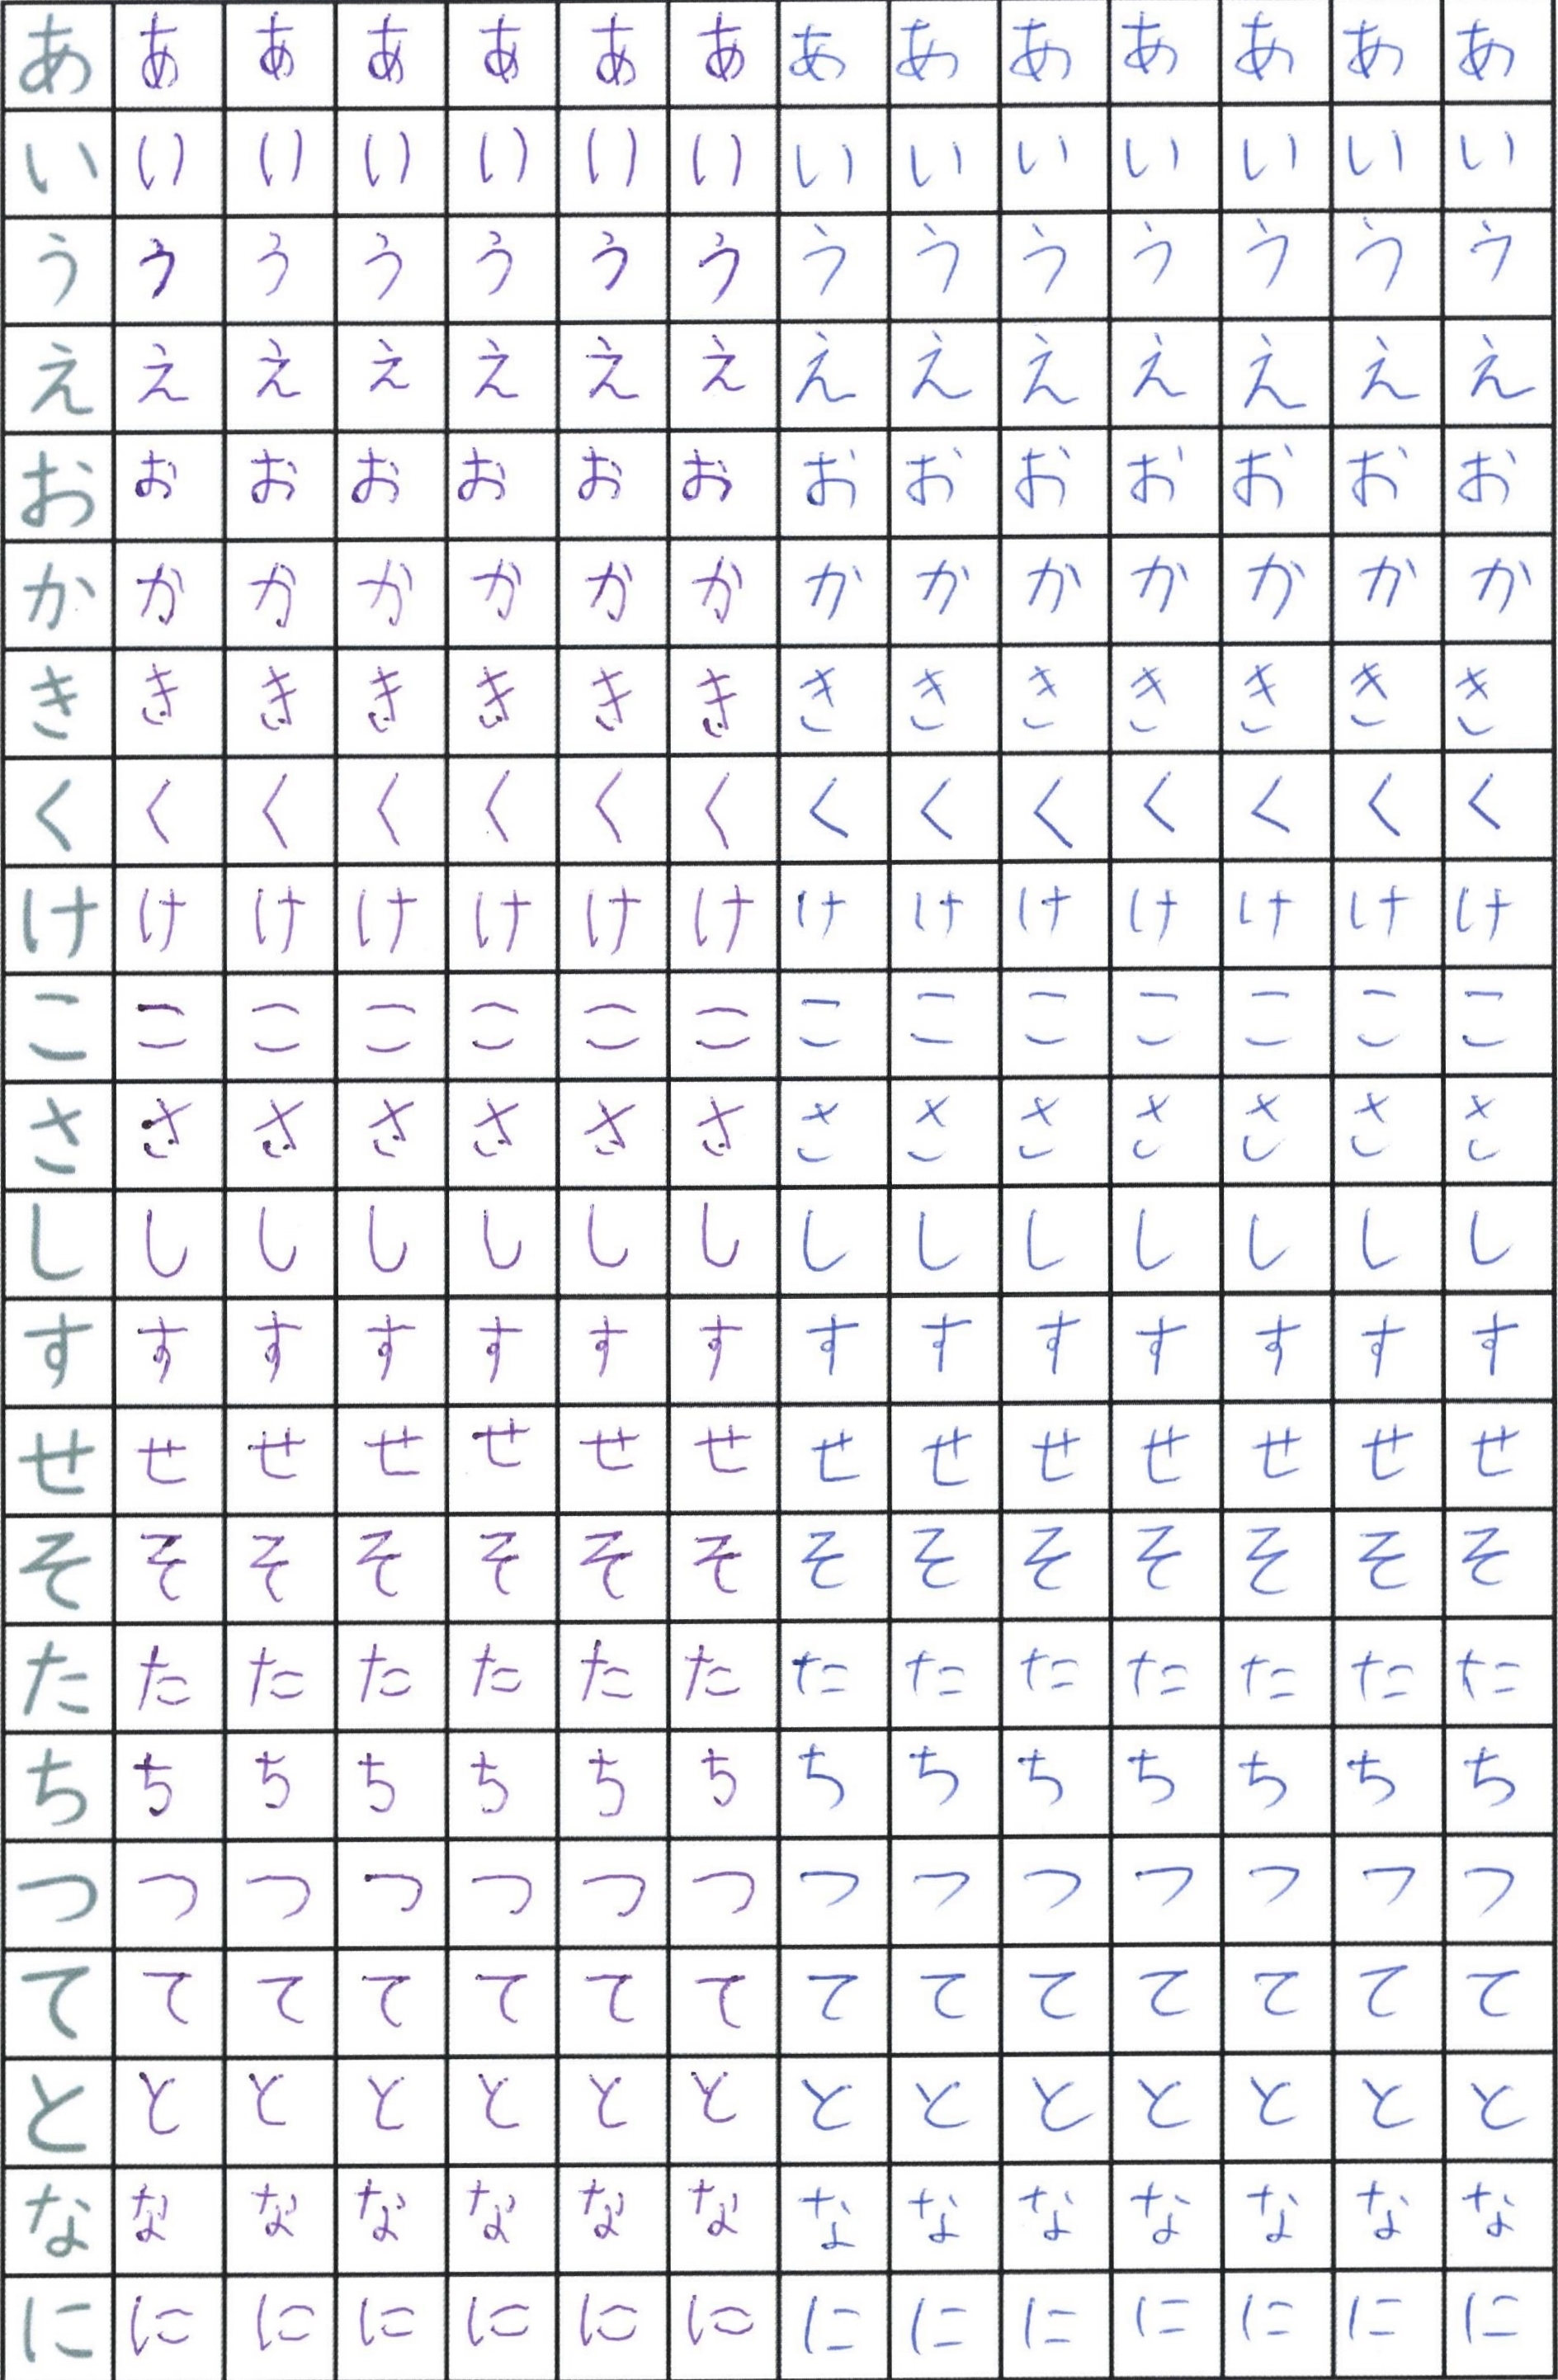 あ あ あ あ あ あ あ あ あ あ あ あ あ あ
い い い い い い い い い い い い い い
う う う う う う う う う う う う う う
え え え え え え え え え え え え え え
お お お お お お お お お お お お お お
か か か か か か か か か か か か か か
き き き き き き き き き き き き き き
く く く く く く く く く く く く く く
け け け け け け け け け け け け け け
こ こ こ こ こ こ こ こ こ こ こ こ こ こ
さ さ さ さ さ さ さ さ さ さ さ さ さ さ
し し し し し し し し し し し し し し
す す す す す す す す す す す す す す
せ せ せ せ せ せ せ せ せ せ せ せ せ せ
そ そ そ そ そ そ そ そ そ そ そ そ そ そ
た た た た た た た た た た た た た た
ち ち ち ち ち ち ち ち ち ち ち ち ち ち
つ つ つ つ つ つ つ つ つ つ つ つ つ つ
て て て て て て て て て て て て て て
と と と と と と と と と と と と と と
な な な な な な な な な な な な な な
に に に に に に に に に に に に に に